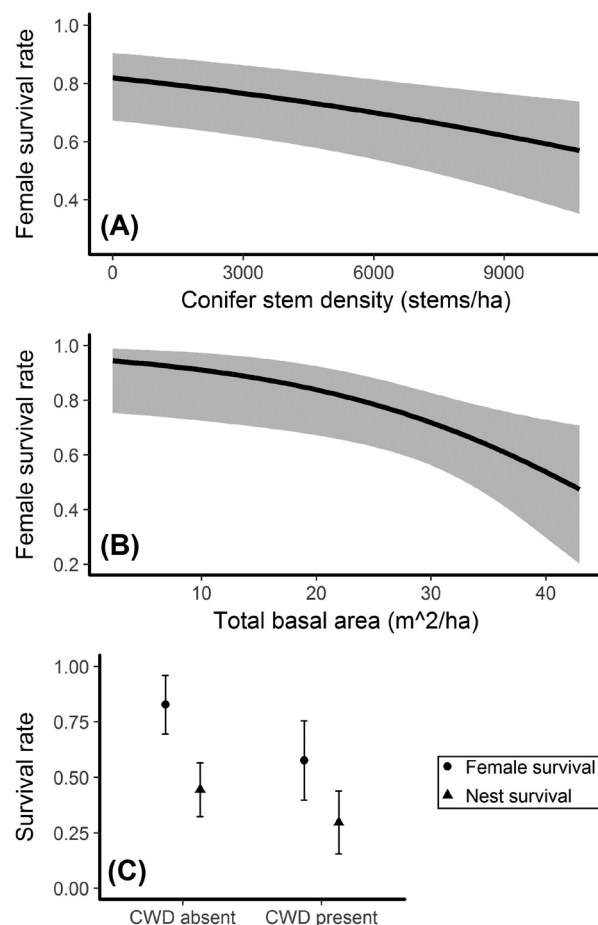 1.0
0.8
0.6
0.4
Female survival rate
(A)
0 3000 6000 9000
Conifer stem density (stems/ha)
1.0
0.8
0.6
0.4
0.2
Female survival rate
(B)
10 20 30 40
Total basal area (m^2/ha)
1.00
0.75
0.50
0.25
0.00
Survival rate
(C)
CWD absent CWD present
Female survival
Nest survival